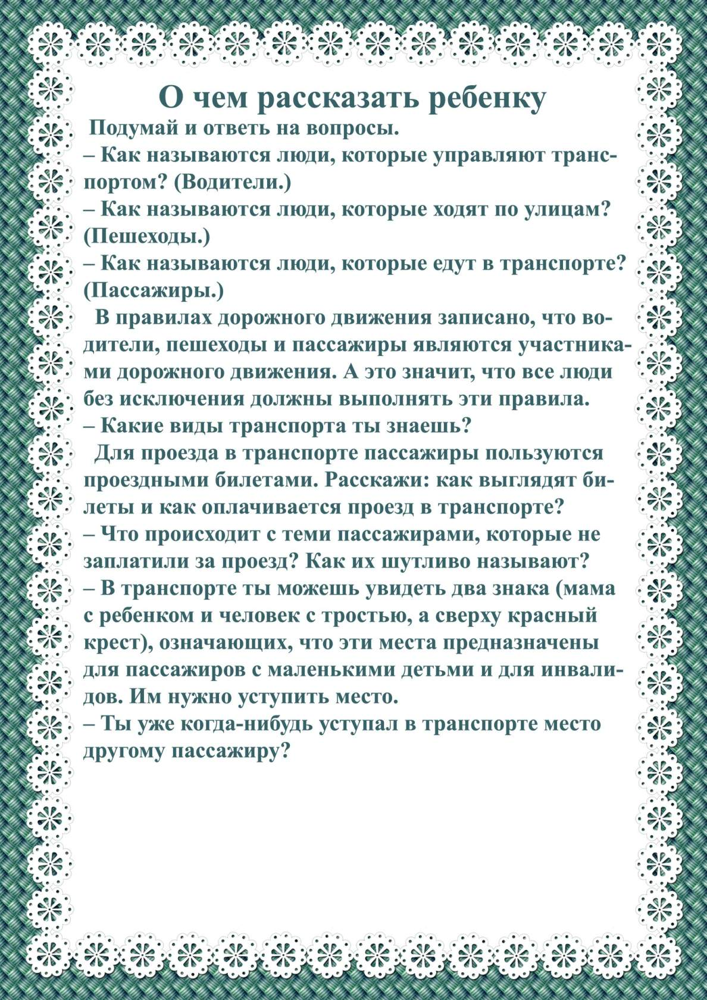 О чем рассказать ребенку
Подумай и ответь на вопросы.
– Как называются люди, которые управляют транс-
портом? (Водители.)
– Как называются люди, которые ходят по улицам?
(Пешеходы.)
– Как называются люди, которые едут в транспорте?
(Пассажиры.)
В правилах дорожного движения записано, что во-
дители, пешеходы и пассажиры являются участника-
ми дорожного движения. А это значит, что все люди
без исключения должны выполнять эти правила.
– Какие виды транспорта ты знаешь?
Для проезда в транспорте пассажиры пользуются
проездными билетами. Расскажи: как выглядят би-
леты и как оплачивается проезд в транспорте?
– Что происходит с теми пассажирами, которые не
заплатили за проезд? Как их шутливо называют?
– В транспорте ты можешь увидеть два знака (мама
с ребенком и человек с тростью, а сверху красный
крест), означающих, что эти места предназначены
для пассажиров с маленькими детьми и для инвали-
дов. Им нужно уступить место.
– Ты уже когда-нибудь уступал в транспорте место
другому пассажиру?